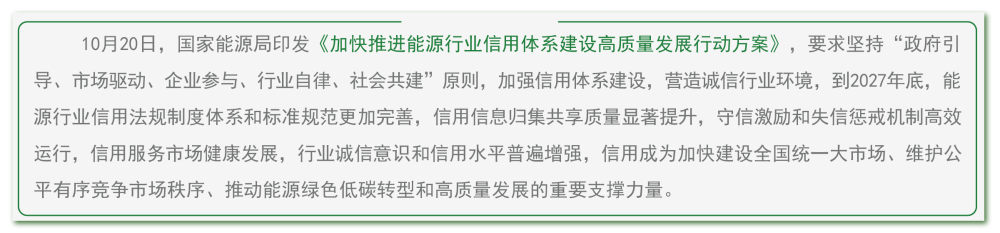 10月20日，国家能源局印发《加快推进能源行业信用体系建设高质量发展行动方案》，要求坚持“政府引
导、市场驱动、企业参与、行业自律、社会共建”原则，加强信用体系建设，营造诚信行业环境，到2027年底，能
源行业信用法规制度体系和标准规范更加完善，信用信息归集共享质量显著提升，守信激励和失信惩戒机制高效
运行，信用服务市场健康发展，行业诚信意识和信用水平普遍增强，信用成为加快建设全国统一大市场、维护公
平有序竞争市场秩序、推动能源绿色低碳转型和高质量发展的重要支撑力量。